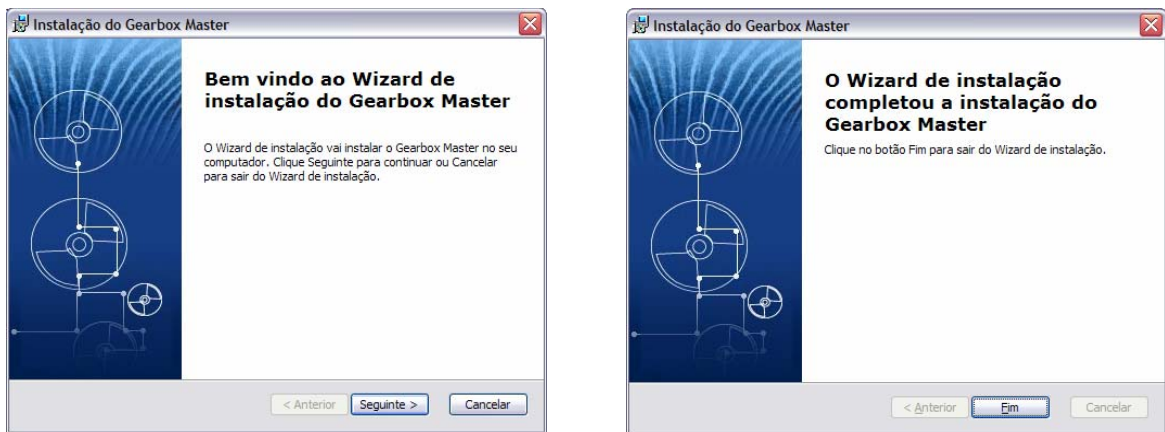 Instalação do Gearbox Master
Bem vindo ao Wizard de
instalação do Gearbox Master
O Wizard de instalação vai instalar o Gearbox Master no seu
computador. Clique Seguinte para continuar ou Cancelar
para sair do Wizard de instalação.
< Anterior
Seguinte >
Cancelar
Instalação do Gearbox Master
O Wizard de instalação
completou a instalação do
Gearbox Master
Clique no botão Fim para sair do Wizard de instalação.
< Anterior
Fim
Cancelar